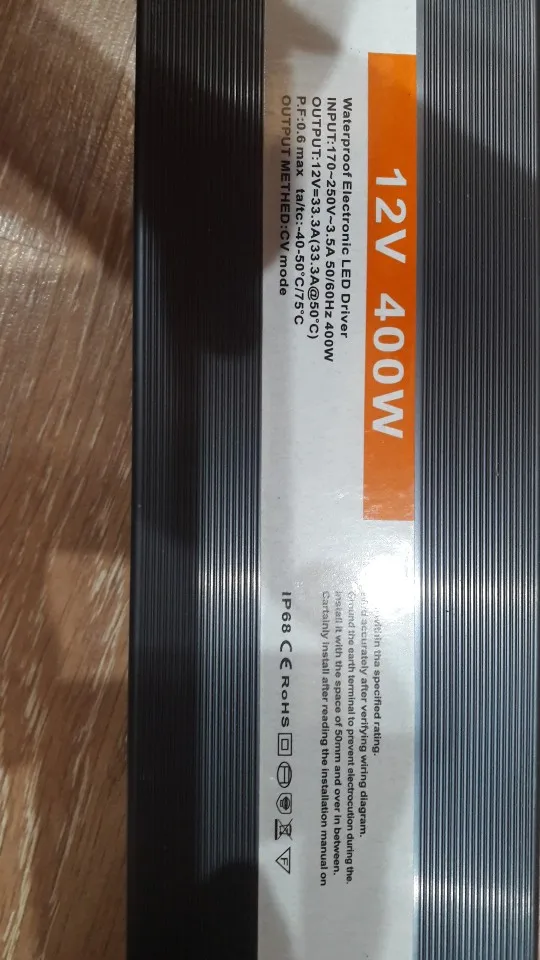 12V 400W
Waterproof Electronic LED Driver
INPUT:170~250V~3.5A 50/60Hz 400W
OUTPUT:12V=33.3A(33.3A@50°C)
P.F:0.6 max ta/tc:-40-50°C/75°C
OUTPUT METHED:CV mode
within tha specified rating.
accurately after verifying wiring diagram.
Ground the earth terminal to prevent electrocution during the.
install it with the space of 50mm and over in between.
Cartainly install after reading the installation manual on
IP68 CE RoHS F